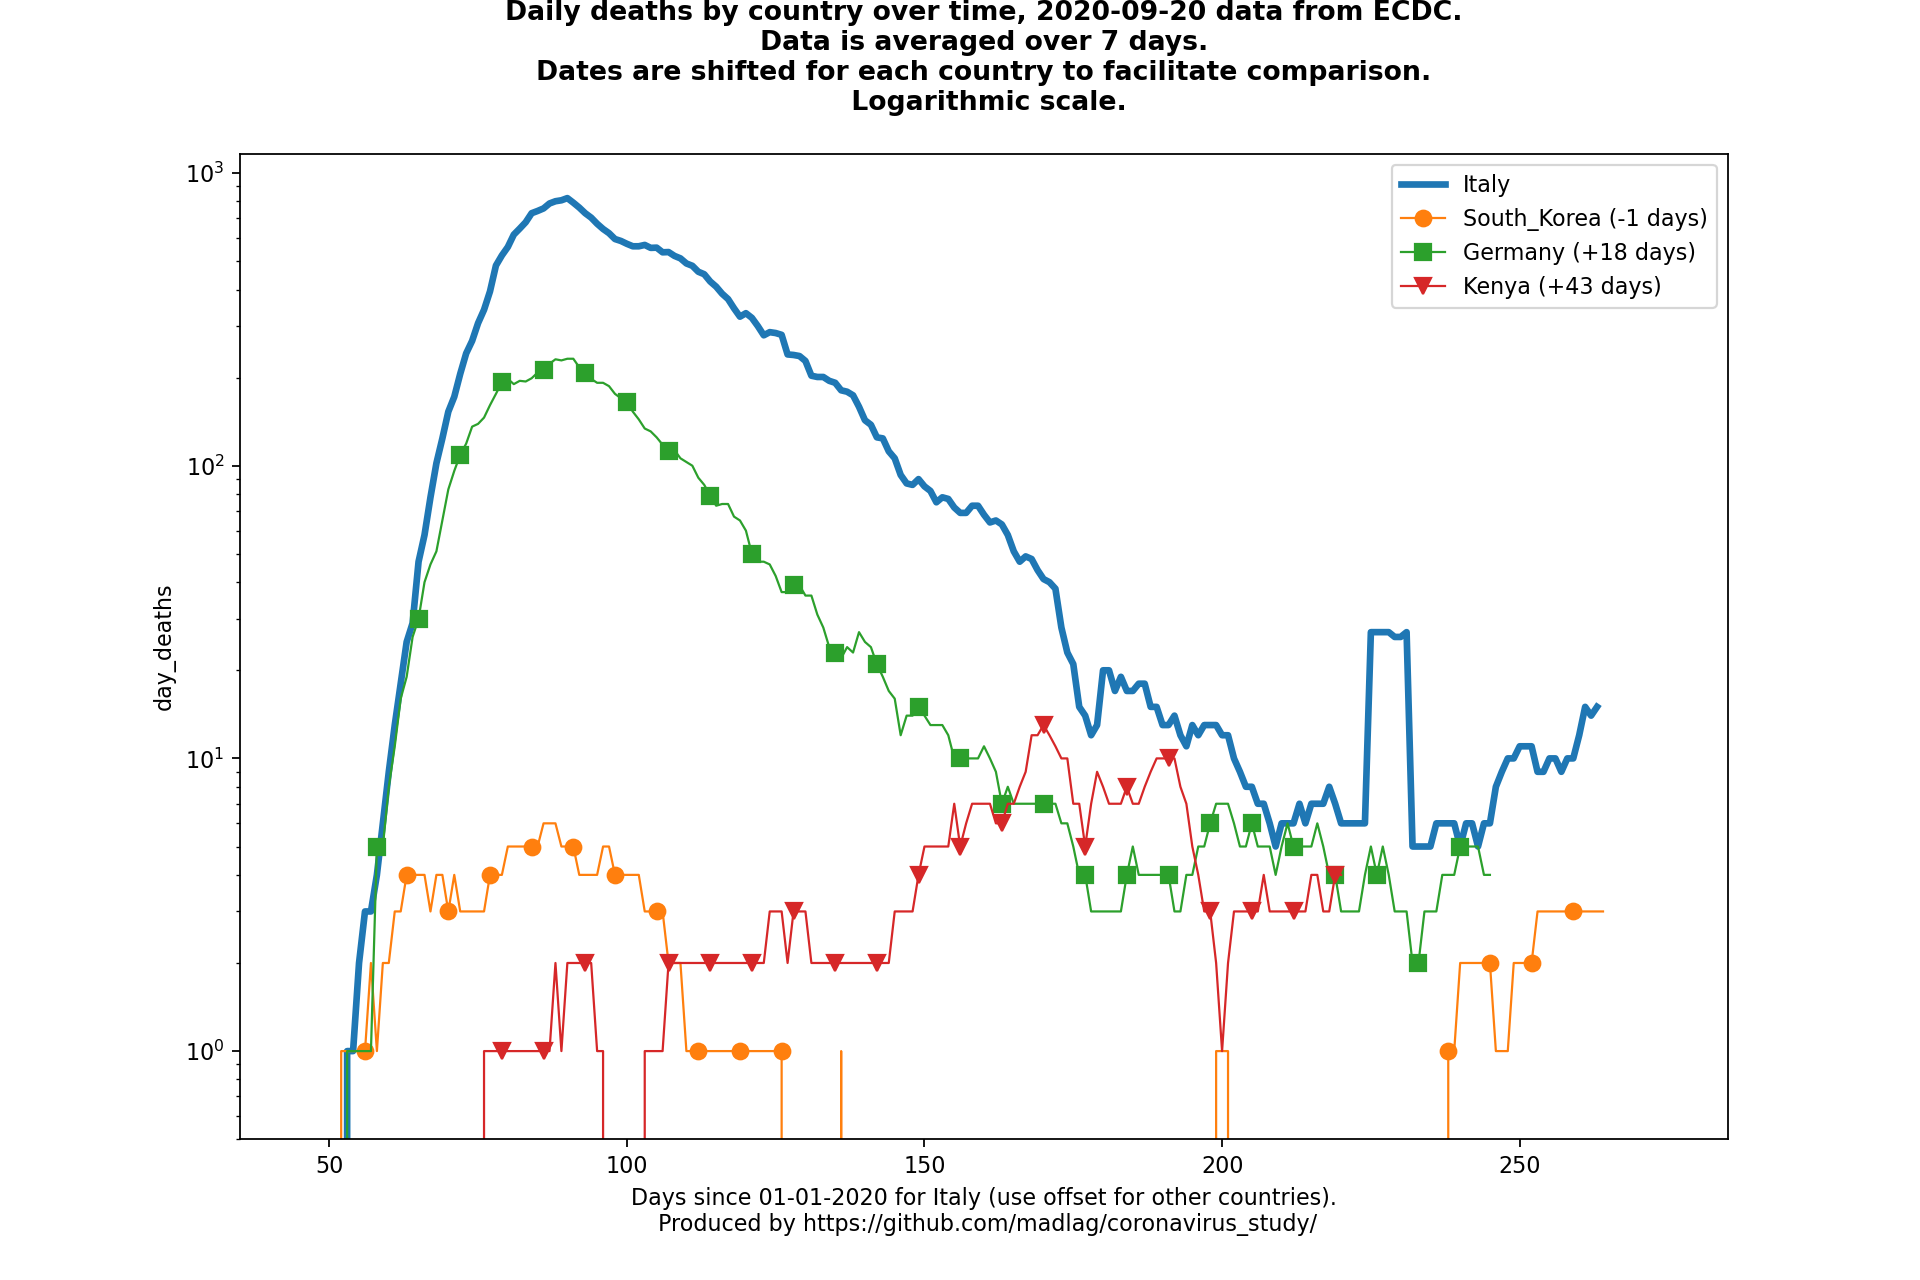 Daily deaths by country over time, 2020-09-20 data from ECDC.
Data is averaged over 7 days.
Dates are shifted for each country to facilitate comparison.
Logarithmic scale.
Italy
South_Korea (-1 days)
Germany (+18 days)
Kenya (+43 days)
day_deaths
10³
10²
10¹
10⁰
50 100 150 200 250
Days since 01-01-2020 for Italy (use offset for other countries).
Produced by https://github.com/madlag/coronavirus_study/